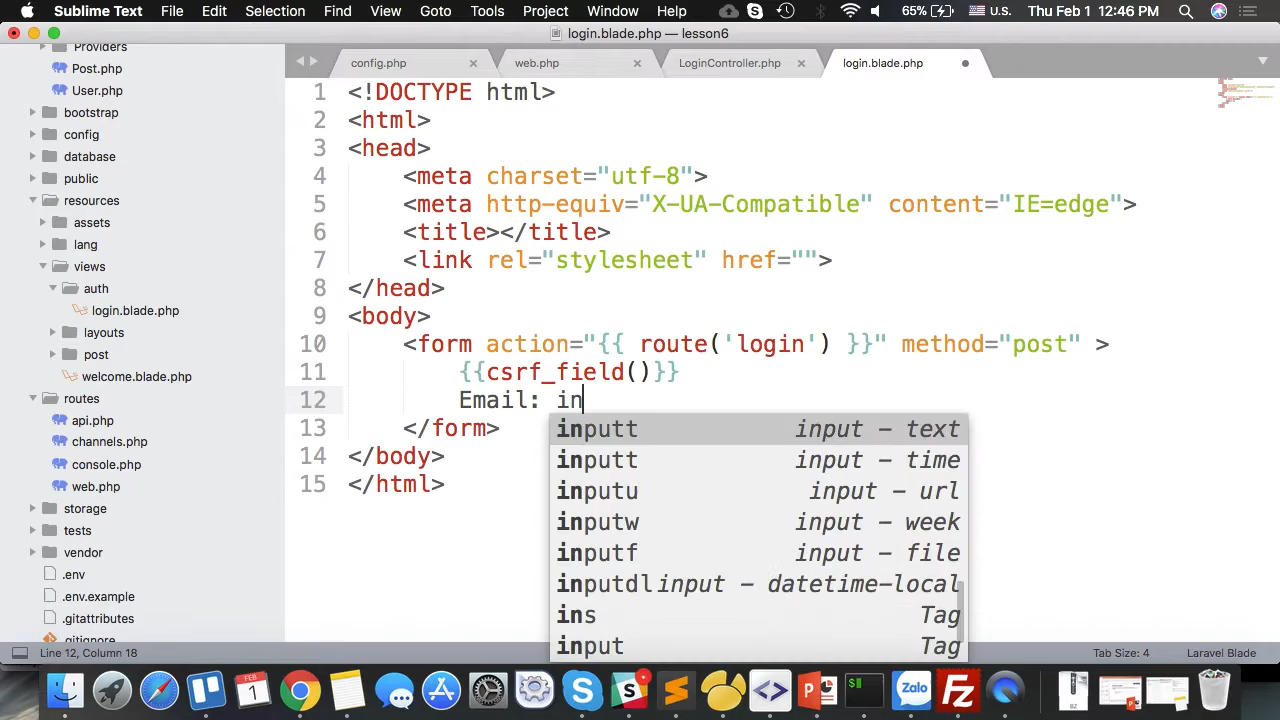 Sublime Text File Edit Selection Find View Goto Tools Project Window Help 65% U.S. Thu Feb 1 12:46 PM
login.blade.php — lesson6
config.php web.php LoginController.php login.blade.php
Providers
Post.php
User.php
bootstrap
config
database
public
resources
assets
lang
views
auth
login.blade.php
layouts
post
welcome.blade.php
routes
api.php
channels.php
console.php
web.php
storage
tests
vendor
.env
.env.example
.gitattributes
.gitignore
1 <!DOCTYPE html>
2 <html>
3 <head>
4 <meta charset="utf-8">
5 <meta http-equiv="X-UA-Compatible" content="IE=edge">
6 <title></title>
7 <link rel="stylesheet" href="">
8 </head>
9 <body>
10 <form action="{{ route('login') }}" method="post" >
11 {{csrf_field()}}
12 Email: in
13 </form>
14 </body>
15 </html>
inputt input – text
inputt input – time
inputu input – url
inputw input – week
inputf input – file
inputdl input – datetime-local
ins Tag
input Tag
Line 12, Column 18 Tab Size: 4 Laravel Blade
1 $ Zalo Fz BZ